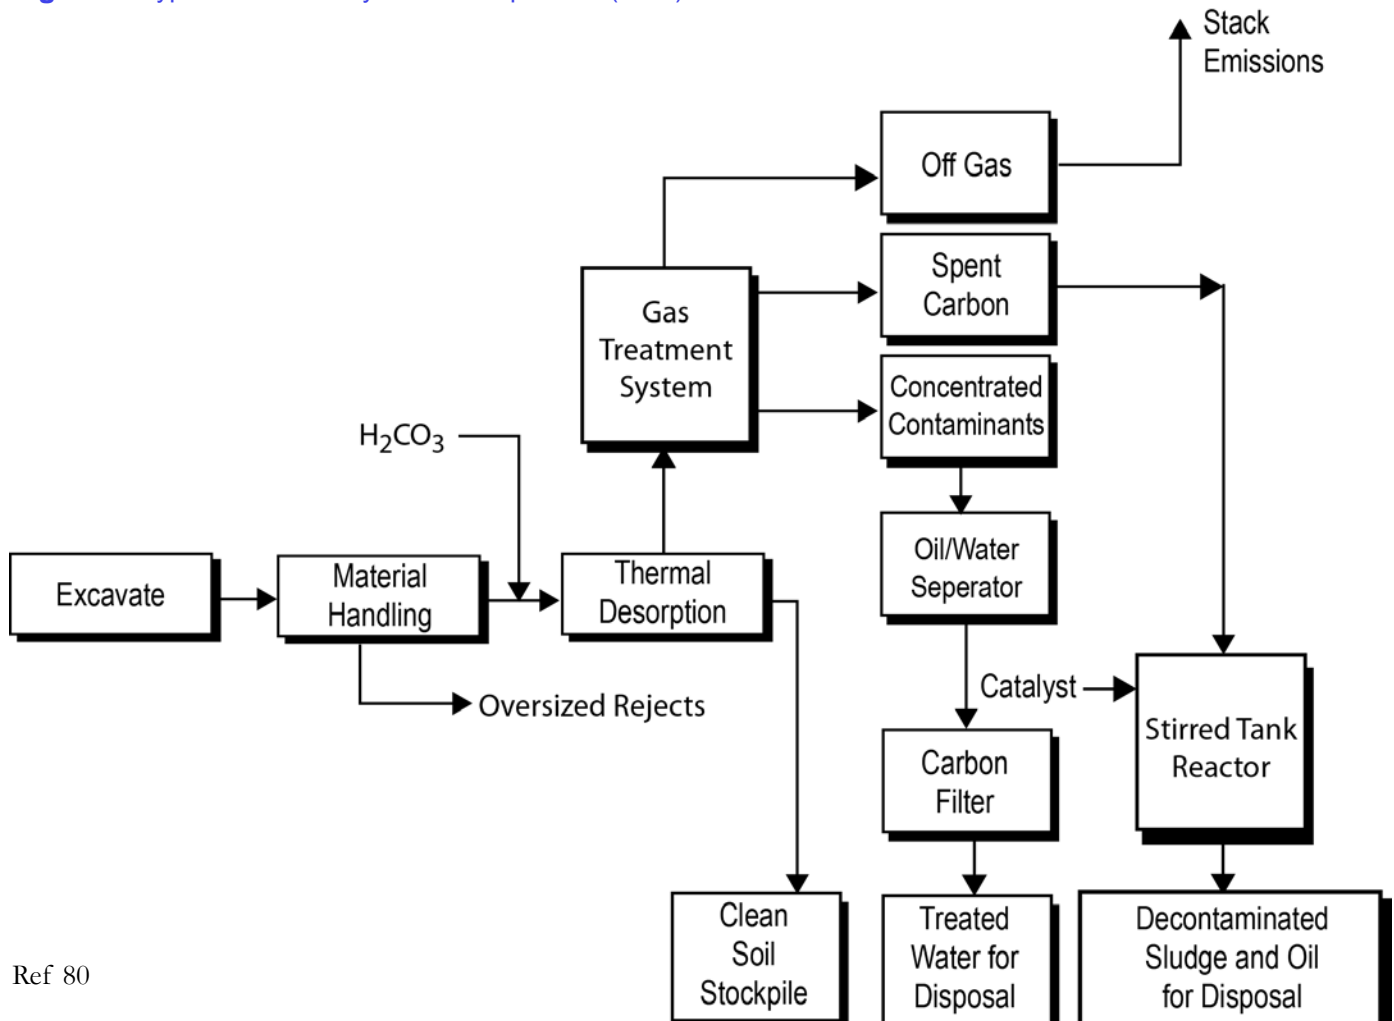 Stack
Emissions
Off Gas
Spent
Carbon
Gas
Treatment
System
Concentrated
Contaminants
H₂CO₃
Oil/Water
Seperator
Excavate
Material
Handling
Thermal
Desorption
Catalyst
Oversized Rejects
Stirred Tank
Reactor
Carbon
Filter
Clean
Soil
Stockpile
Treated
Water for
Disposal
Decontaminated
Sludge and Oil
for Disposal
Ref 80